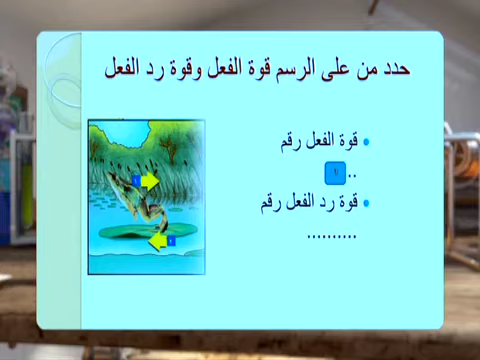 حدد من على الرسم قوة الفعل وقوة رد الفعل
قوة الفعل رقم
..
قوة رد الفعل رقم
..........